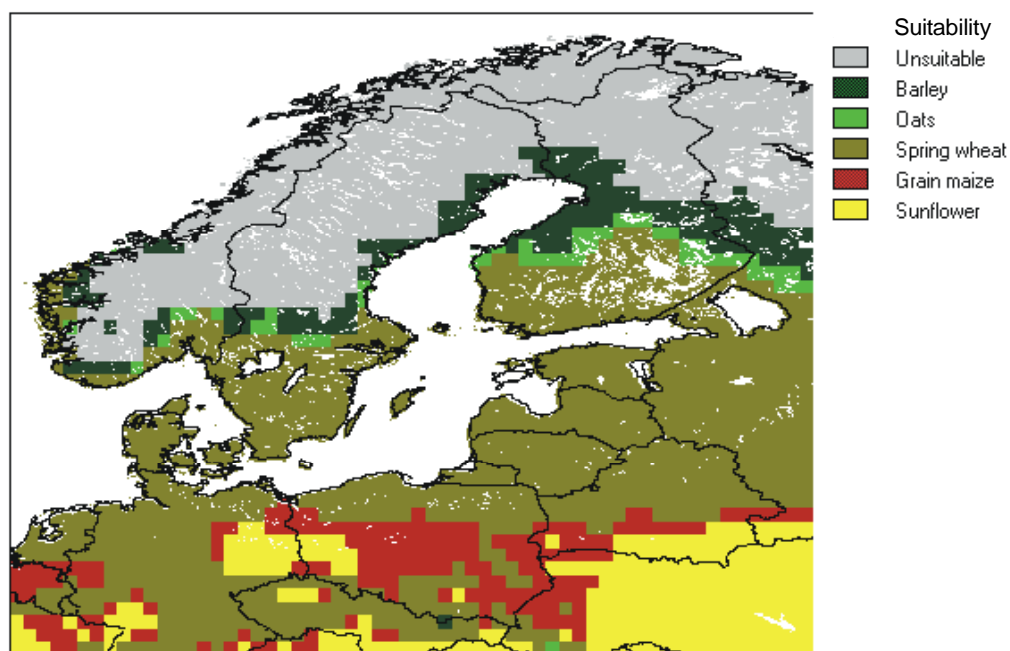 Suitability
Unsuitable
Barley
Oats
Spring wheat
Grain maize
Sunflower